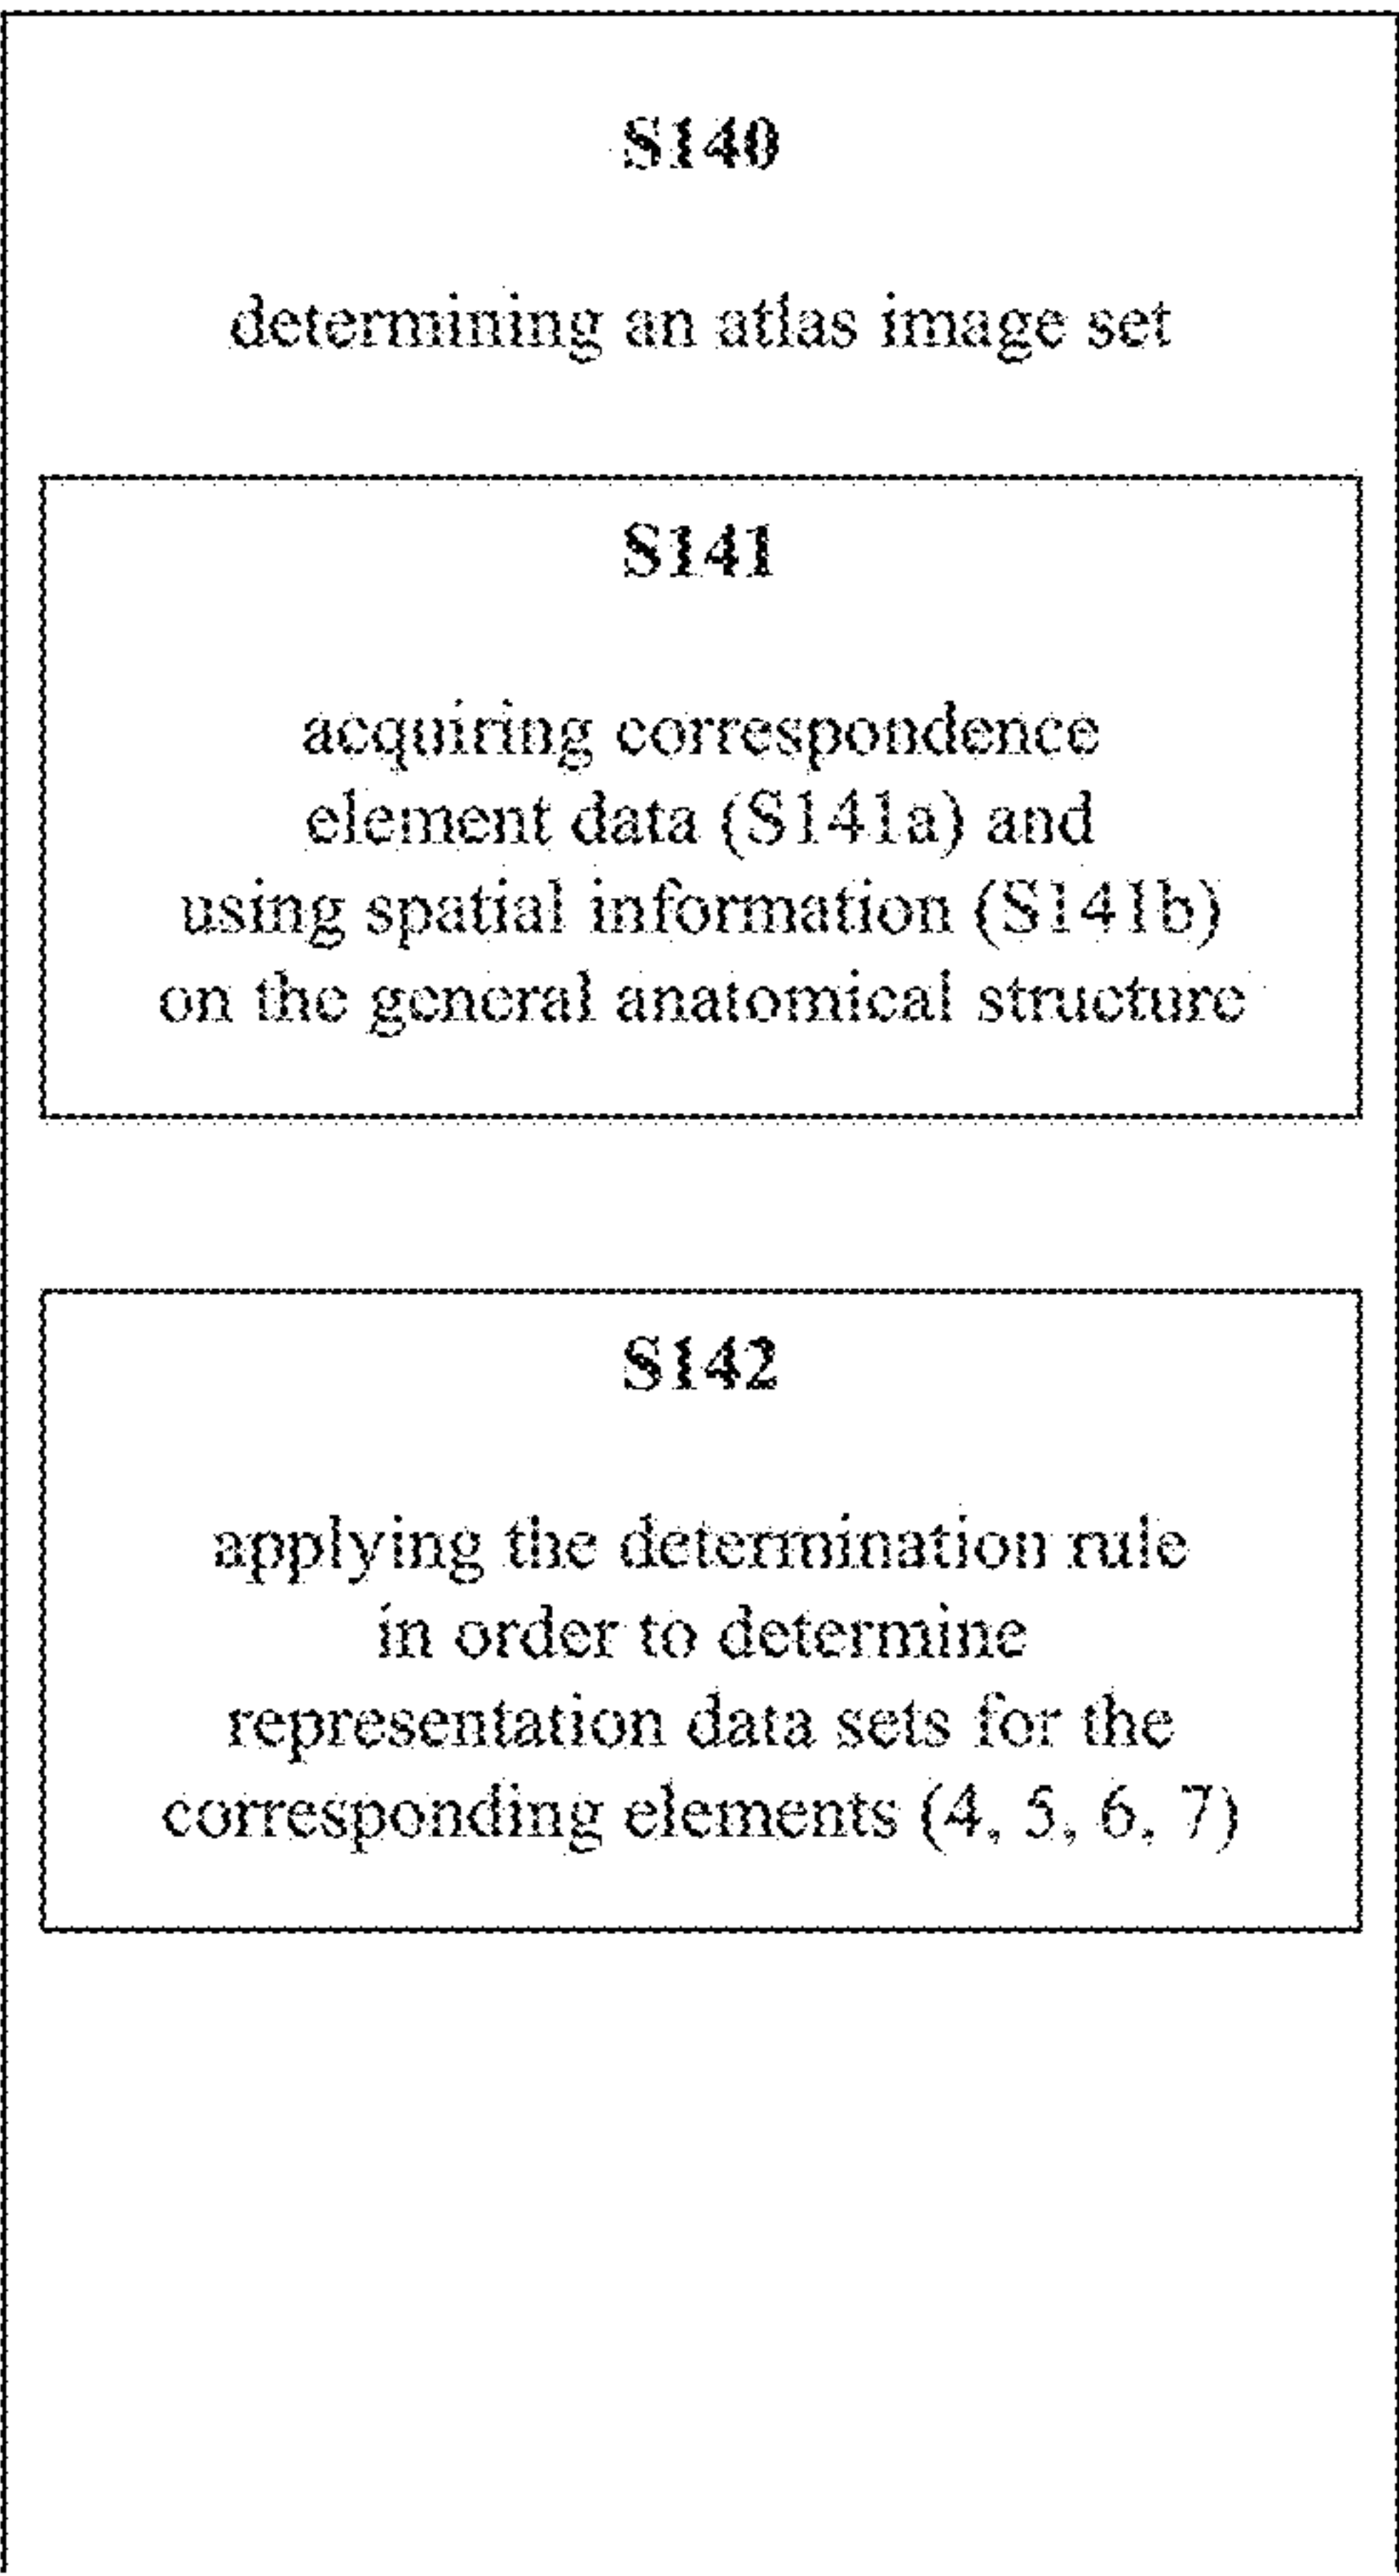 S140
determining an atlas image set
S141
acquiring correspondence
element data (S141a) and
using spatial information (S141b)
on the general anatomical structure
S142
applying the determination rule
in order to determine
representation data sets for the
corresponding elements (4, 5, 6, 7)